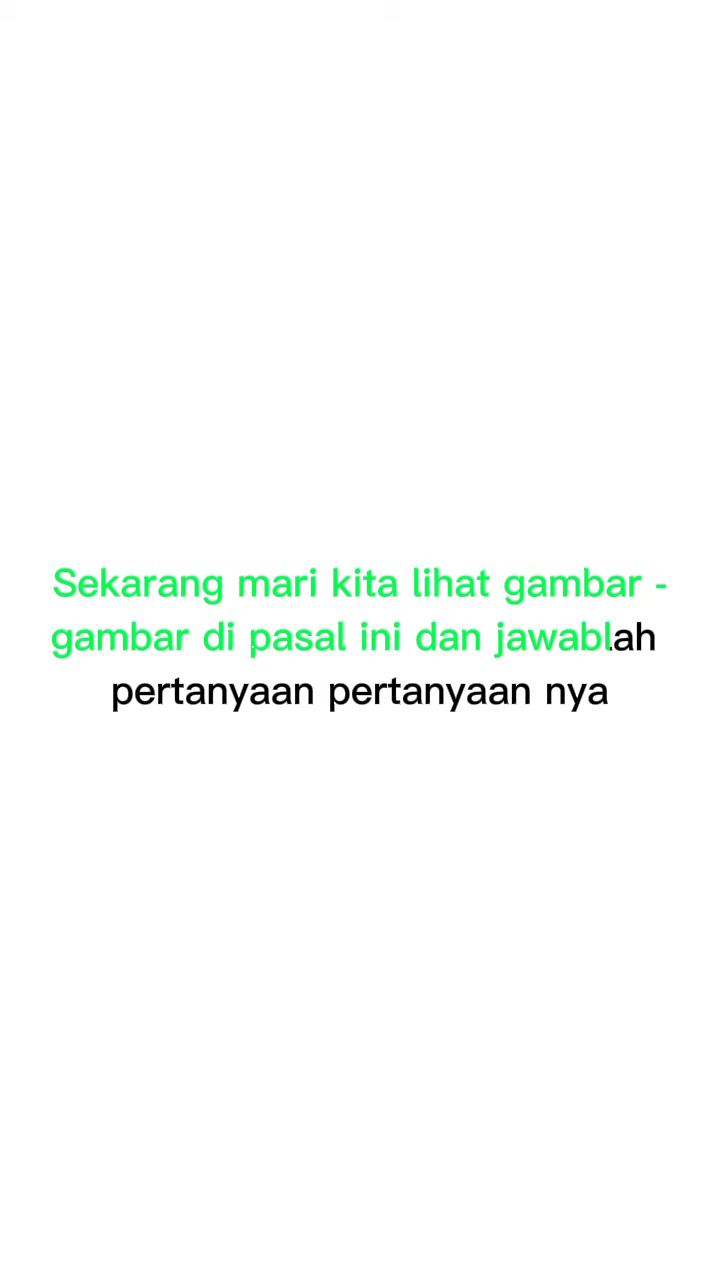 Sekarang mari kita lihat gambar -
gambar di pasal ini dan jawablah
pertanyaan pertanyaan nya